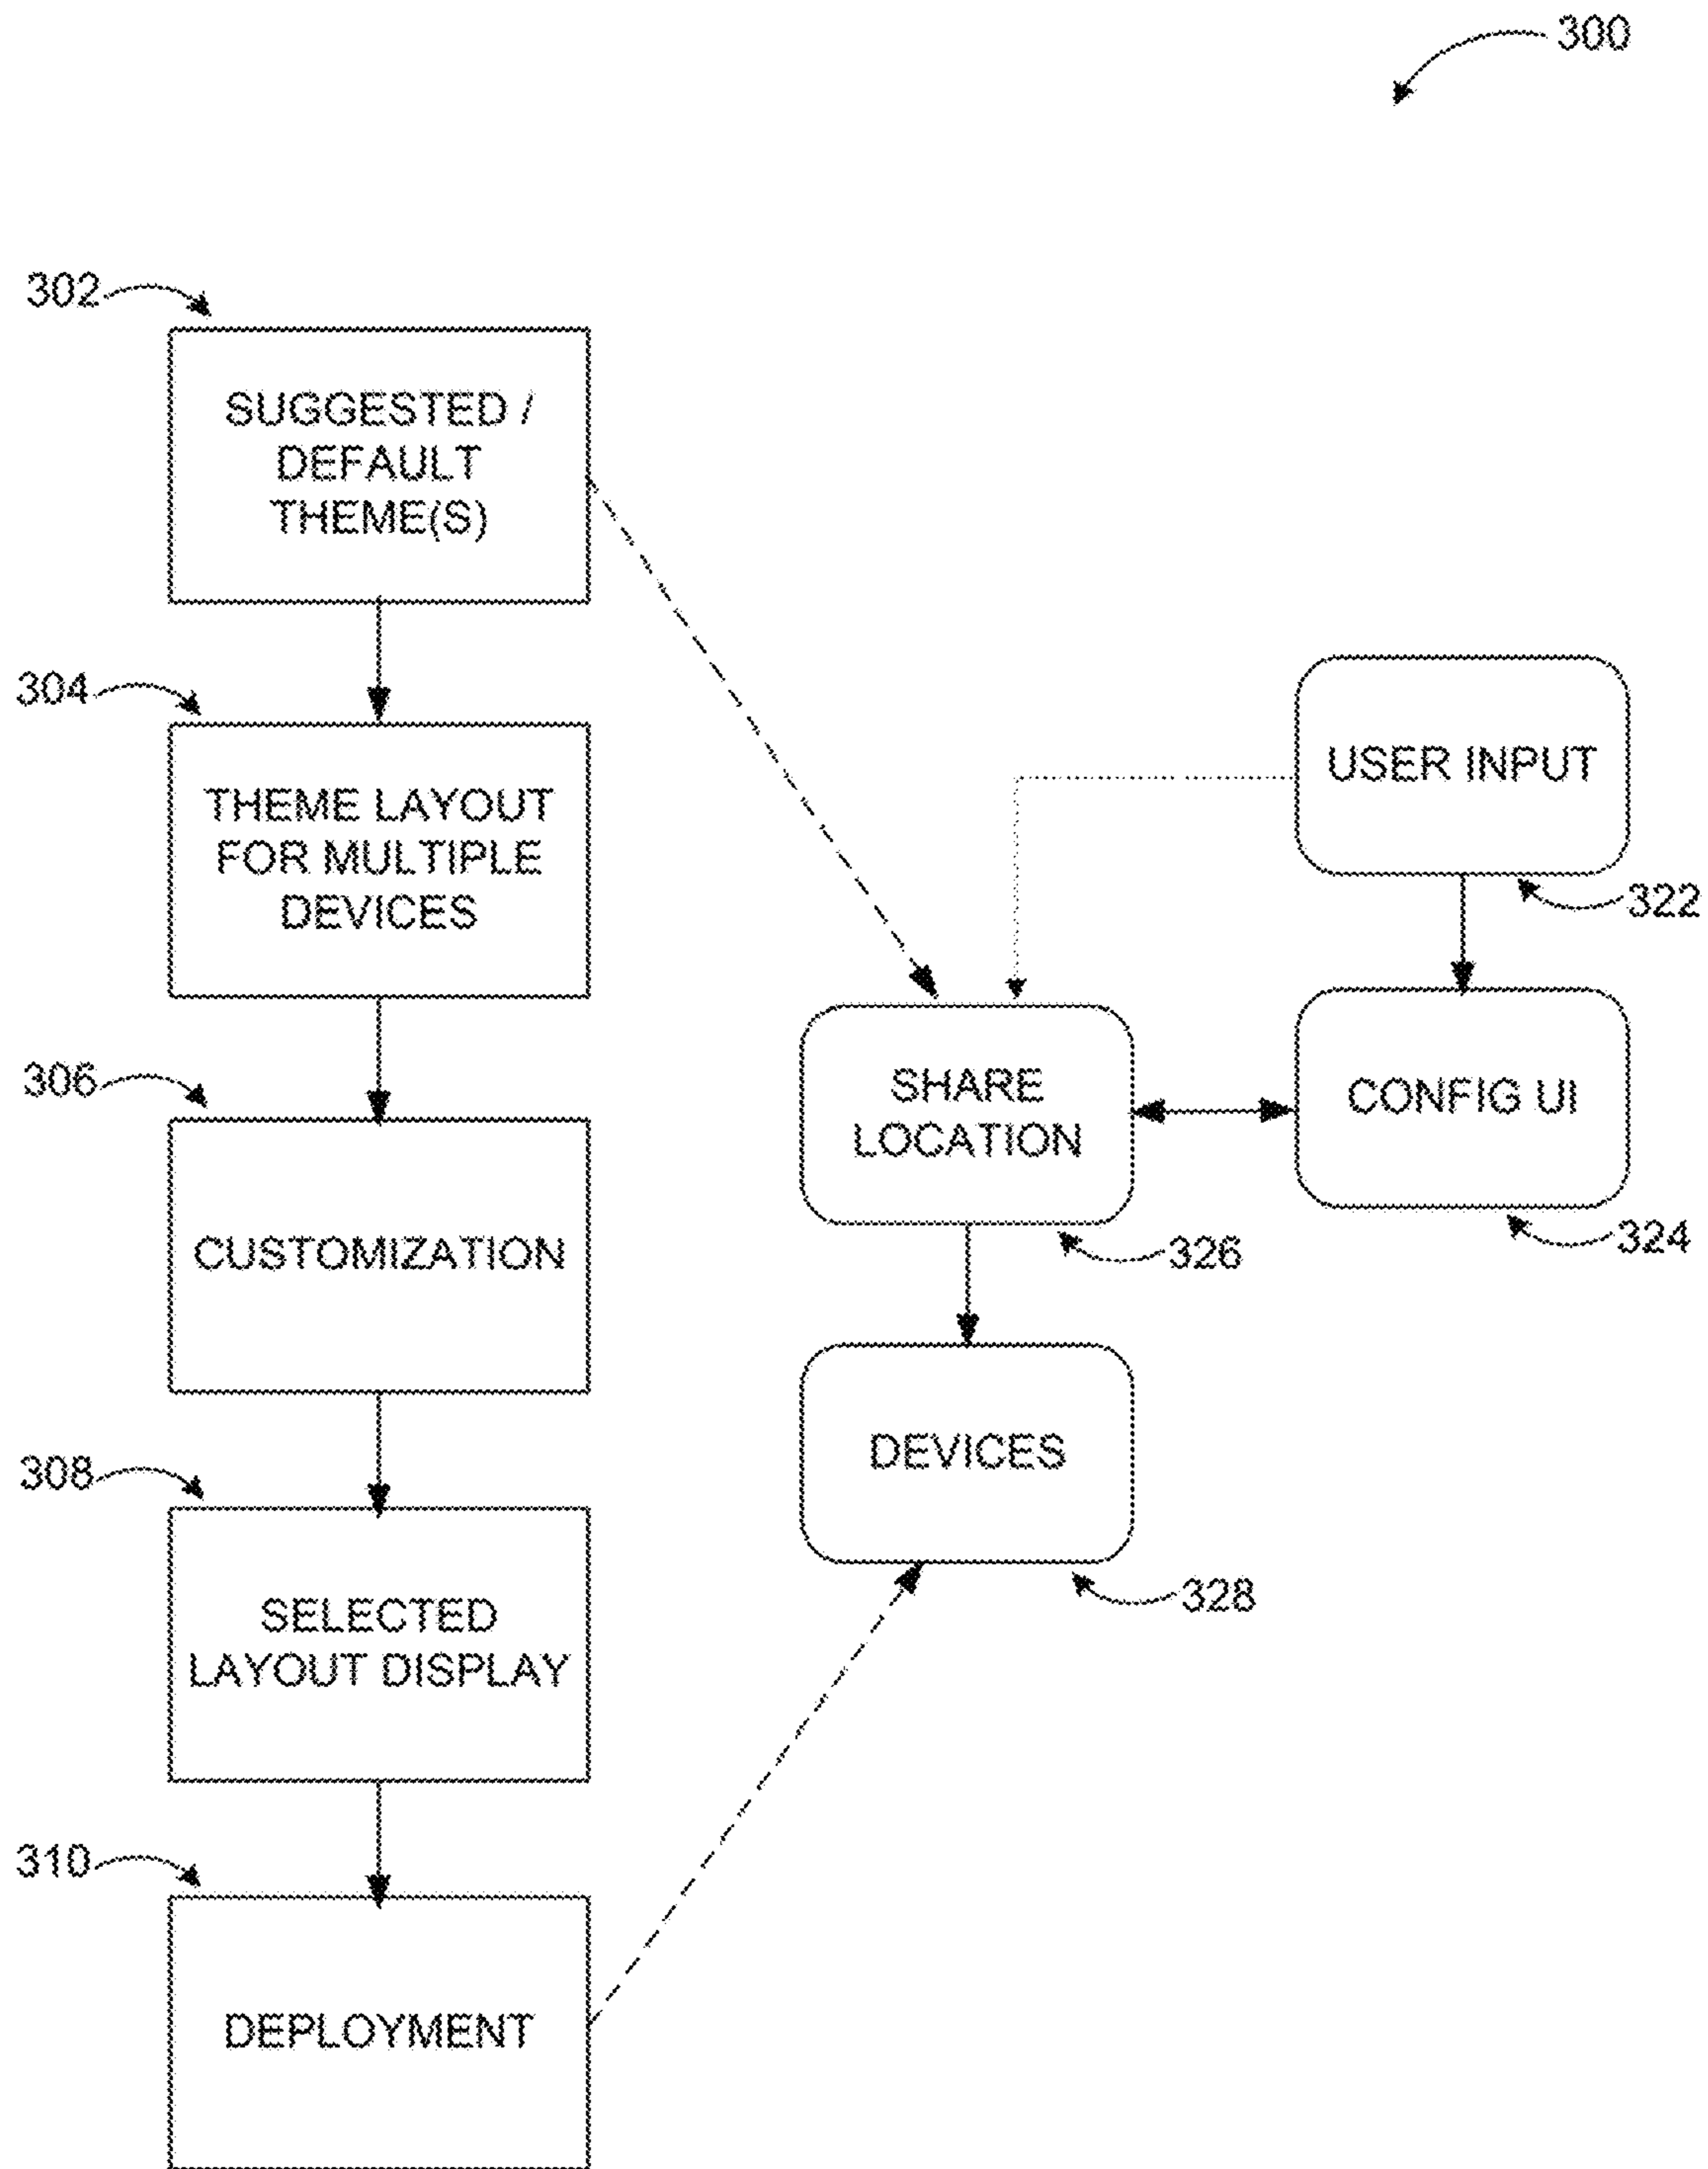 300
302
SUGGESTED /
DEFAULT
THEME(S)
304
THEME LAYOUT
FOR MULTIPLE
DEVICES
306
CUSTOMIZATION
308
SELECTED
LAYOUT DISPLAY
310
DEPLOYMENT
USER INPUT
322
CONFIG UI
324
SHARE
LOCATION
326
DEVICES
328